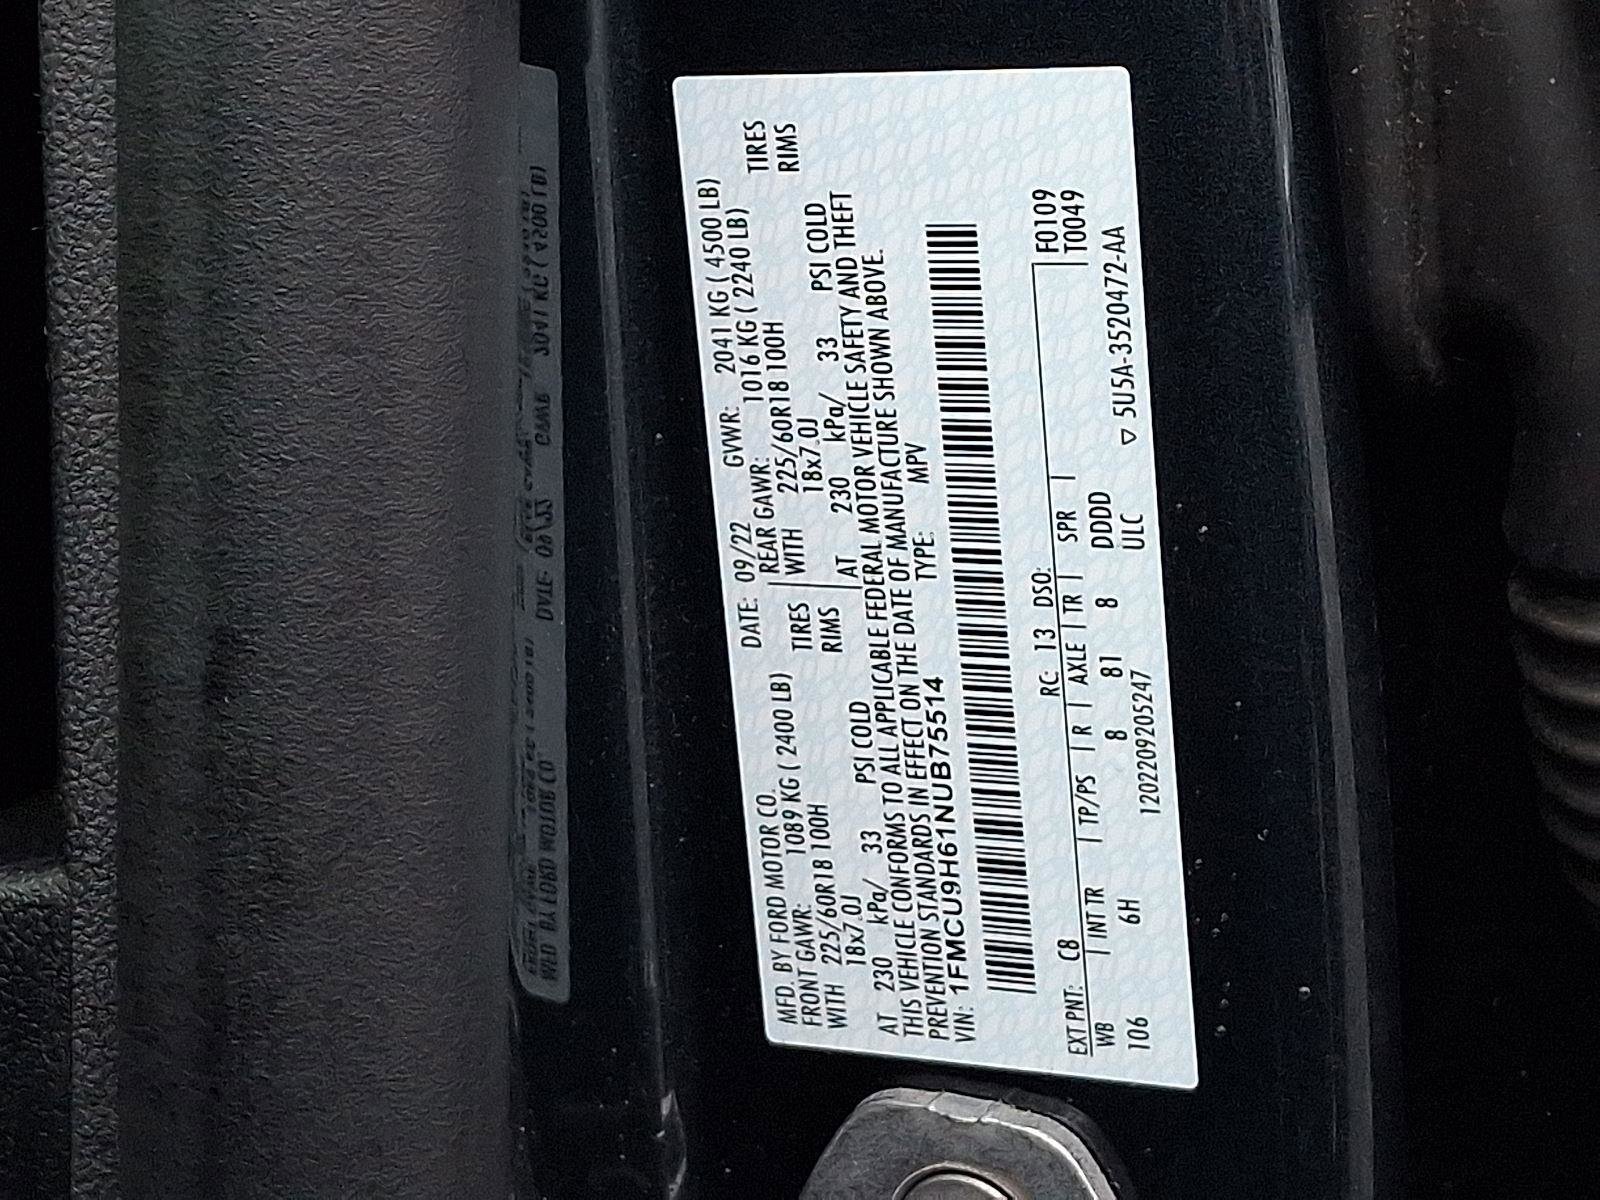 MFD. BY FORD MOTOR CO. DATE: 09/22 GVWR: 2041 KG ( 4500 LB)
FRONT GAWR: 1089 KG ( 2400 LB) REAR GAWR: 1016 KG ( 2240 LB)
WITH 225/60R18 100H TIRES WITH 225/60R18 100H TIRES
18x7.0J RIMS 18x7.0J RIMS
AT 230 kPa/ 33 PSI COLD AT 230 kPa/ 33 PSI COLD
THIS VEHICLE CONFORMS TO ALL APPLICABLE FEDERAL MOTOR VEHICLE SAFETY AND THEFT
PREVENTION STANDARDS IN EFFECT ON THE DATE OF MANUFACTURE SHOWN ABOVE.
VIN: 1FMCU9H61NUB75514 TYPE: MPV
EXT PNT: C8 RC: 13 DSO: F0109
WB | INT TR | TP/PS | R | AXLE | TR | SPR | T0049
106 6H 8 81 8 DDDD
1202209205247 ULC ▽ 5U5A-3520472-AA